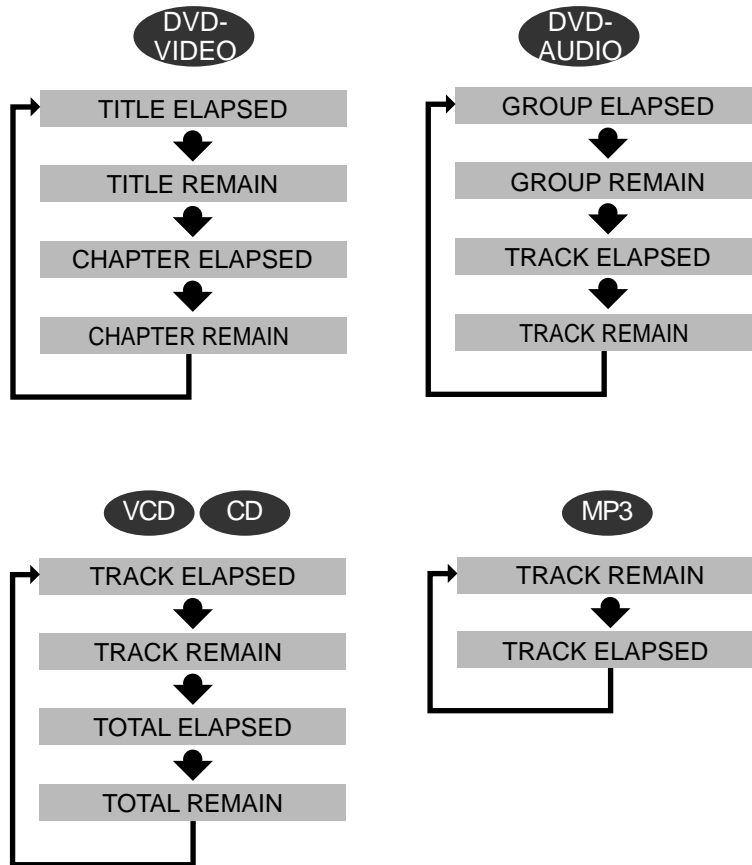 DVD-
VIDEO
TITLE ELAPSED
TITLE REMAIN
CHAPTER ELAPSED
CHAPTER REMAIN
DVD-
AUDIO
GROUP ELAPSED
GROUP REMAIN
TRACK ELAPSED
TRACK REMAIN
VCD CD
TRACK ELAPSED
TRACK REMAIN
TOTAL ELAPSED
TOTAL REMAIN
MP3
TRACK REMAIN
TRACK ELAPSED